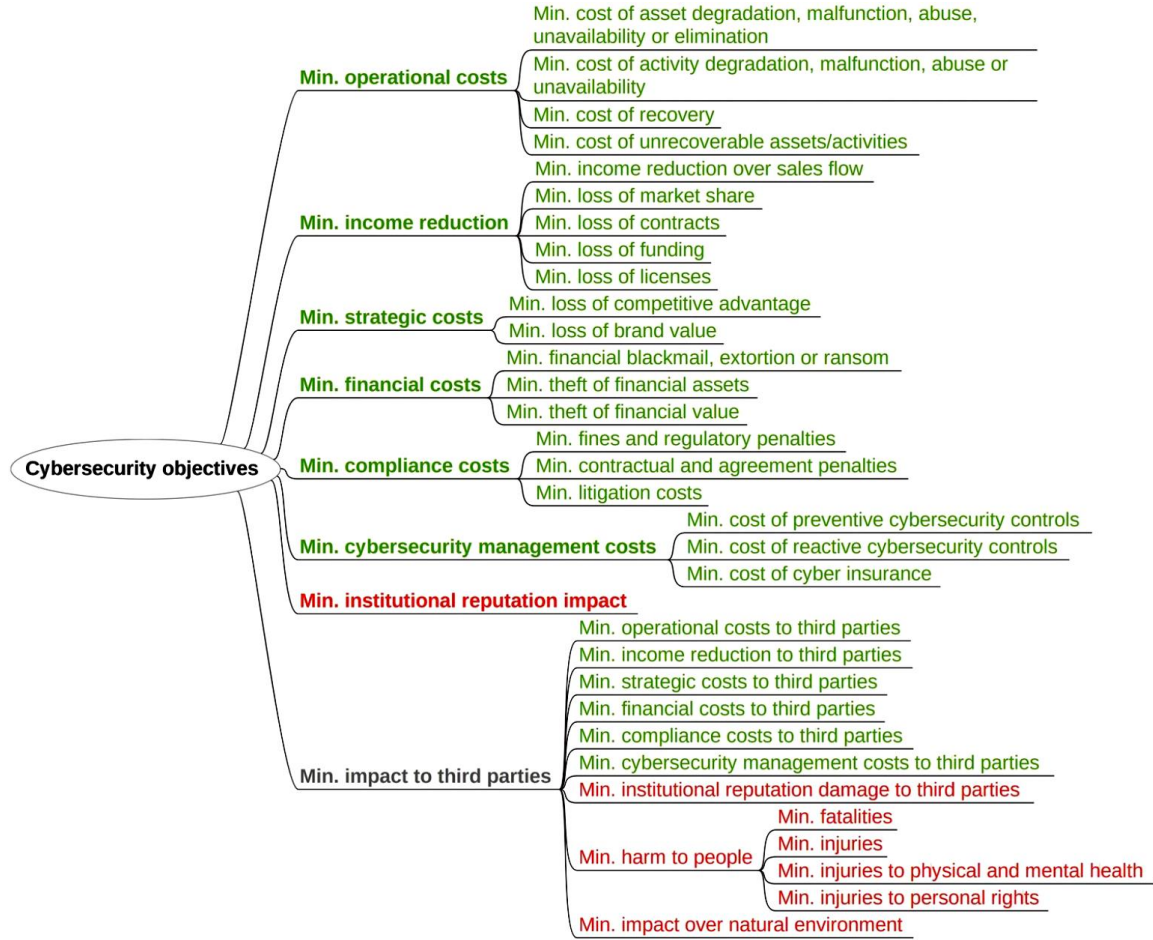 Cybersecurity objectives
Min. operational costs
Min. cost of asset degradation, malfunction, abuse,
unavailability or elimination
Min. cost of activity degradation, malfunction, abuse or
unavailability
Min. cost of recovery
Min. cost of unrecoverable assets/activities
Min. income reduction
Min. income reduction over sales flow
Min. loss of market share
Min. loss of contracts
Min. loss of funding
Min. loss of licenses
Min. strategic costs
Min. loss of competitive advantage
Min. loss of brand value
Min. financial costs
Min. financial blackmail, extortion or ransom
Min. theft of financial assets
Min. theft of financial value
Min. compliance costs
Min. fines and regulatory penalties
Min. contractual and agreement penalties
Min. litigation costs
Min. cybersecurity management costs
Min. cost of preventive cybersecurity controls
Min. cost of reactive cybersecurity controls
Min. cost of cyber insurance
Min. institutional reputation impact
Min. impact to third parties
Min. operational costs to third parties
Min. income reduction to third parties
Min. strategic costs to third parties
Min. financial costs to third parties
Min. compliance costs to third parties
Min. cybersecurity management costs to third parties
Min. institutional reputation damage to third parties
Min. harm to people
Min. fatalities
Min. injuries
Min. injuries to physical and mental health
Min. injuries to personal rights
Min. impact over natural environment